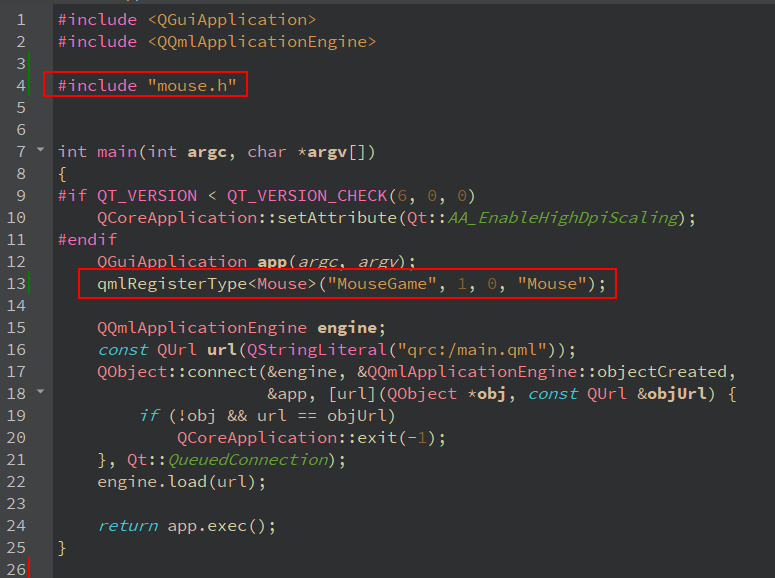 1 #include <QGuiApplication>
2 #include <QQmlApplicationEngine>
3
4 #include "mouse.h"
5
6
7 int main(int argc, char *argv[])
8 {
9 #if QT_VERSION < QT_VERSION_CHECK(6, 0, 0)
10     QCoreApplication::setAttribute(Qt::AA_EnableHighDpiScaling);
11 #endif
12     QGuiApplication app(argc, argv);
13     qmlRegisterType<Mouse>("MouseGame", 1, 0, "Mouse");
14
15     QQmlApplicationEngine engine;
16     const QUrl url(QStringLiteral("qrc:/main.qml"));
17     QObject::connect(&engine, &QQmlApplicationEngine::objectCreated,
18                      &app, [url](QObject *obj, const QUrl &objUrl) {
19         if (!obj && url == objUrl)
20             QCoreApplication::exit(-1);
21     }, Qt::QueuedConnection);
22     engine.load(url);
23
24     return app.exec();
25 }
26